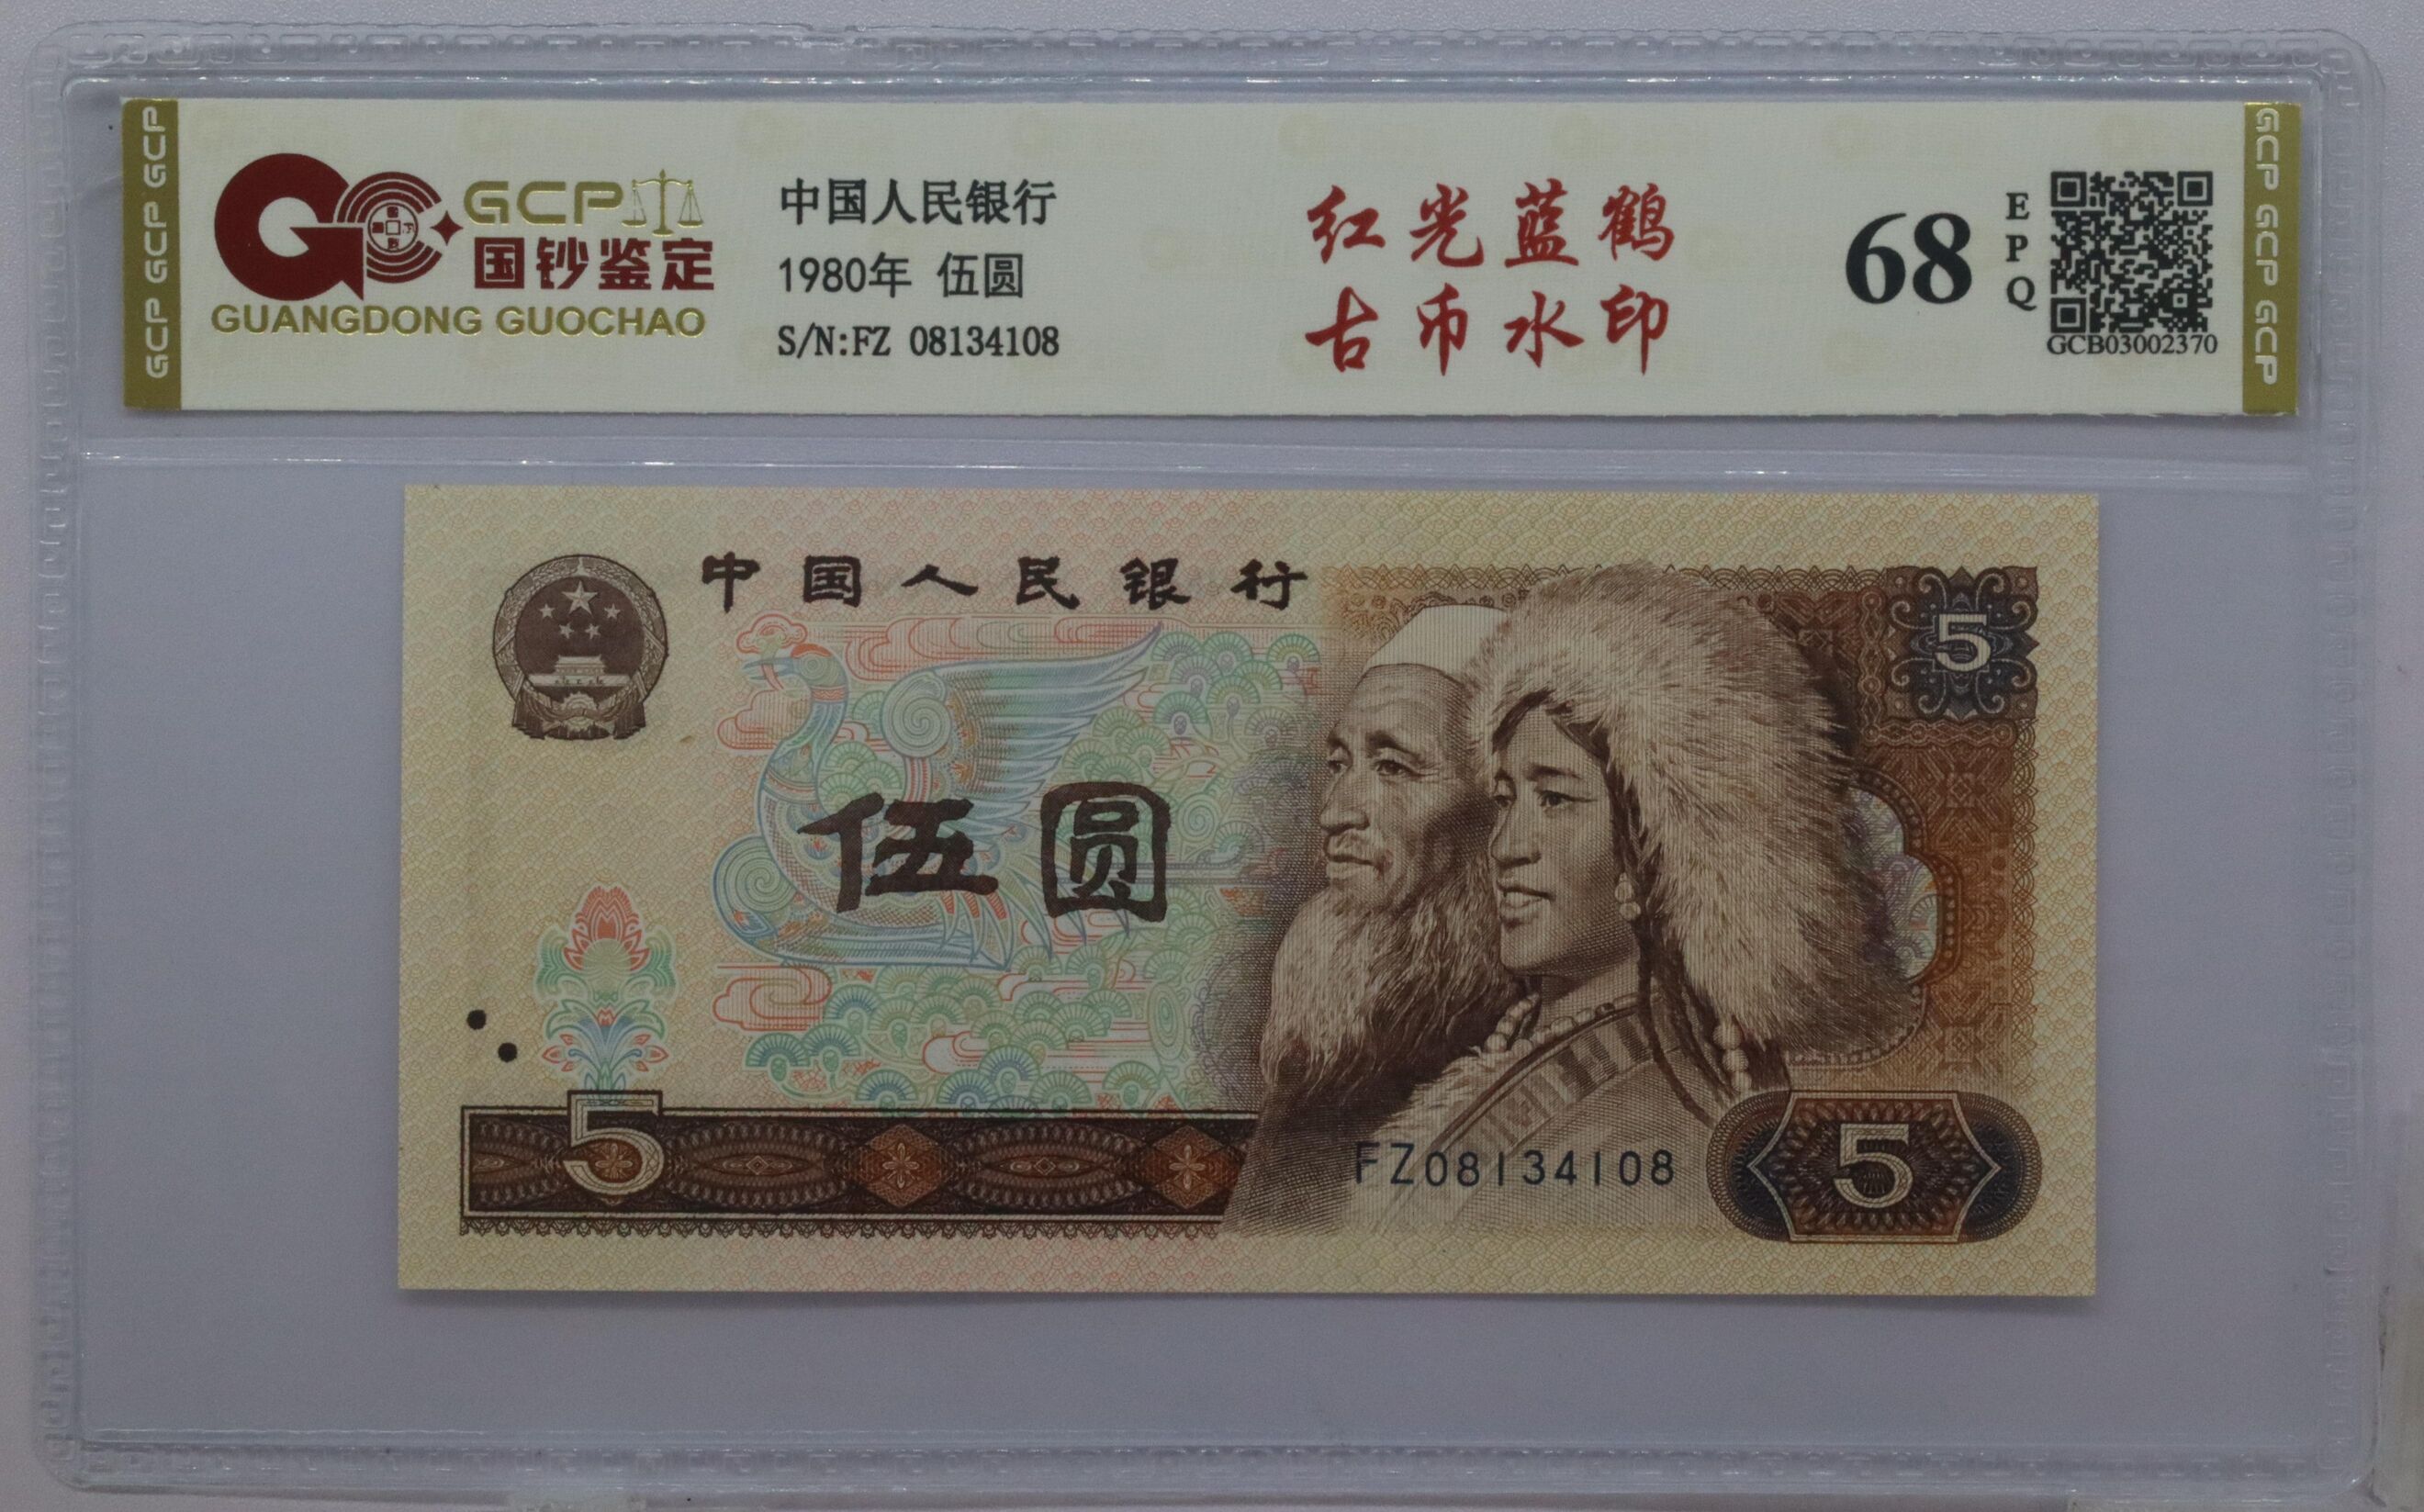 GCP GCP GCP
GCP
国钞鉴定
GUANGDONG GUOCHAO
中国人民银行
1980年 伍圆
S/N:FZ 08134108
红光蓝鹤
古币水印
68
EPQ
GCB03002370
GCP GCP GCP
中国人民银行
5
伍圆
5
FZ08134108
5